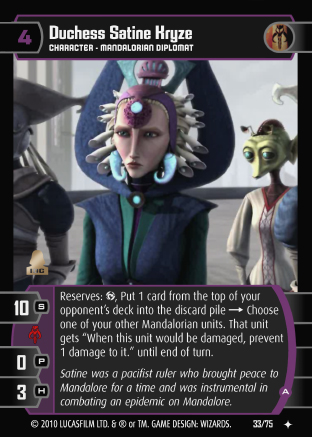 4
Duchess Satine Kryze
CHARACTER - MANDALORIAN DIPLOMAT
10 S
0 P
3 H
Reserves: , Put 1 card from the top of your
opponent's deck into the discard pile → Choose
one of your other Mandalorian units. That unit
gets "When this unit would be damaged, prevent
1 damage to it." until end of turn.
Satine was a pacifist ruler who brought peace to
Mandalore for a time and was instrumental in
combating an epidemic on Mandalore.
A
© 2010 LUCASFILM LTD. & ® or TM. GAME DESIGN: WIZARDS.
33/75